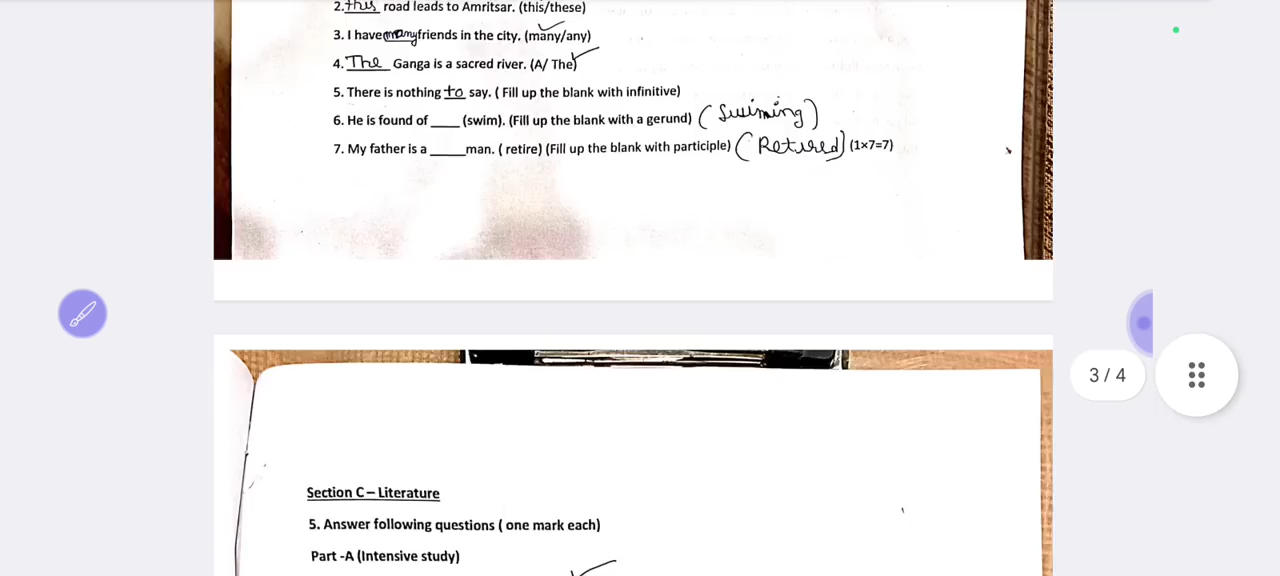 2. this road leads to Amritsar. (this/these)
3. I have many friends in the city. (many/any)
4. The Ganga is a sacred river. (A/ The)
5. There is nothing to say. ( Fill up the blank with infinitive)
6. He is found of ____ (swim). (Fill up the blank with a gerund) (Swiming)
7. My father is a _____man. ( retire) (Fill up the blank with participle) (Retired) (1×7=7)
3 / 4
Section C – Literature
5. Answer following questions ( one mark each)
Part -A (Intensive study)